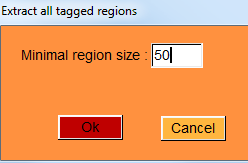 Extract all tagged regions
Minimal region size : 50
Ok Cancel